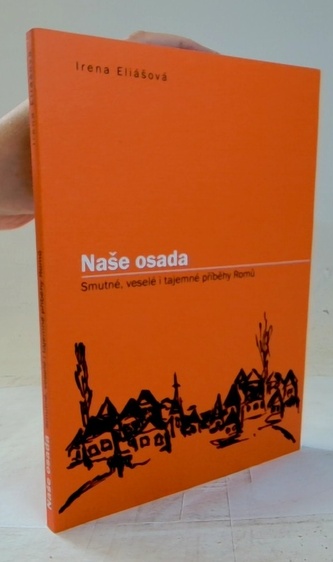 Irena Eliášová
Naše osada
Smutné, veselé i tajemné příběhy Romů
Naše osada